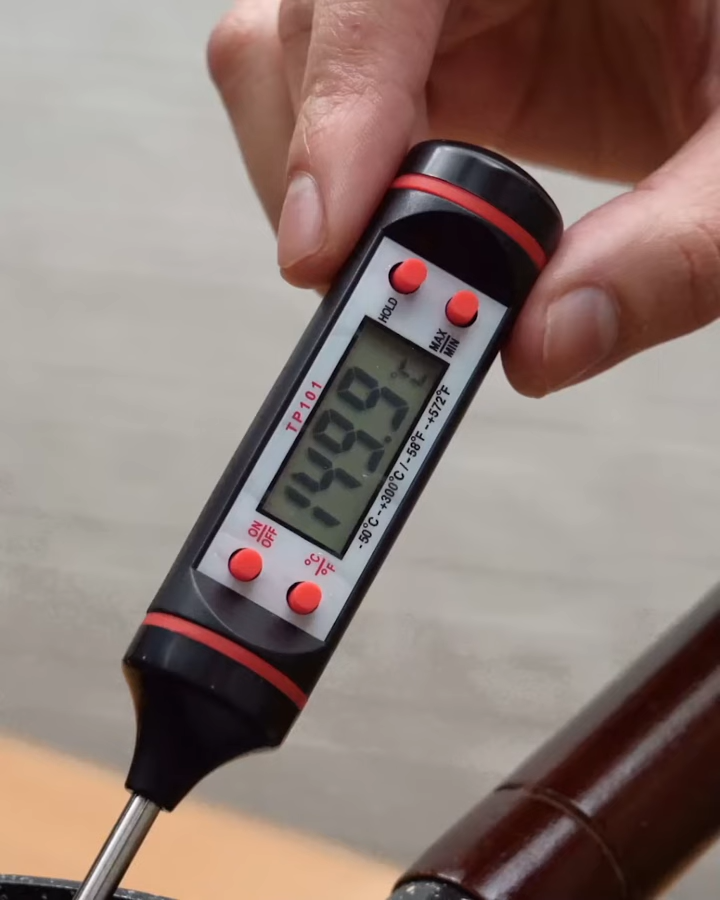 HOLD
MAX
MIN
TP101
149.9 °C
-50°C-+300°C/-58°F-+572°F
ON
OFF
°C
°F